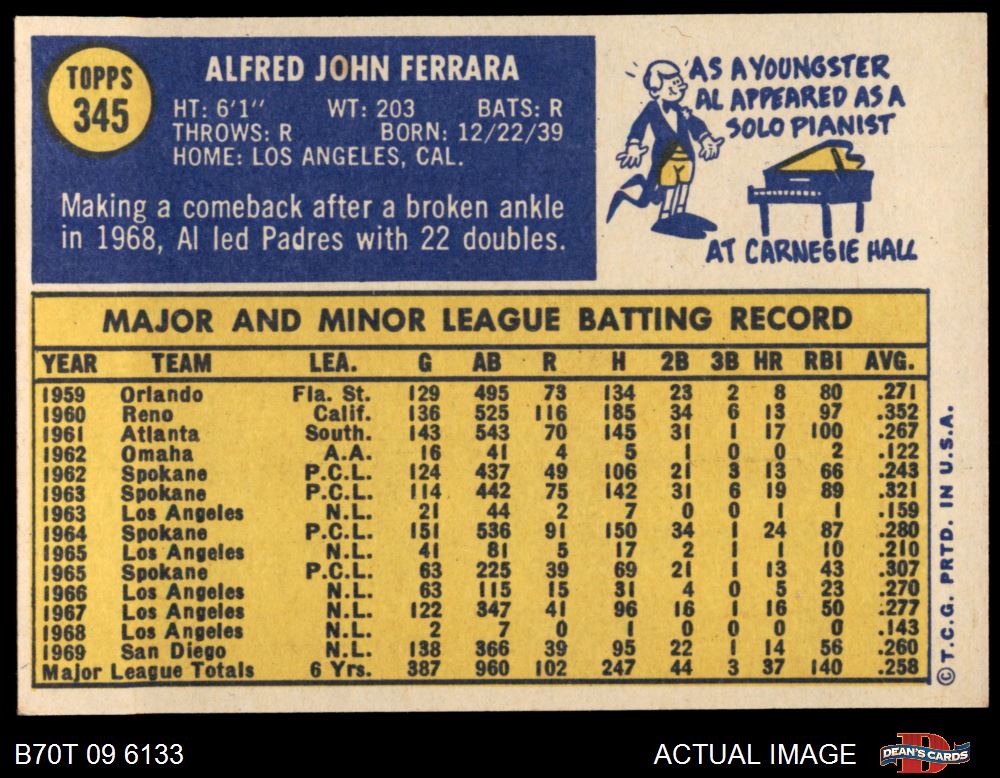 TOPPS
345
ALFRED JOHN FERRARA
HT: 6'1" WT: 203 BATS: R
THROWS: R BORN: 12/22/39
HOME: LOS ANGELES, CAL.
Making a comeback after a broken ankle
in 1968, Al led Padres with 22 doubles.
AS A YOUNGSTER
AL APPEARED AS A
SOLO PIANIST
AT CARNEGIE HALL
MAJOR AND MINOR LEAGUE BATTING RECORD
YEAR TEAM LEA. G AB R H 2B 3B HR RBI AVG.
1959 Orlando Fla. St. 129 495 73 134 23 2 8 80 .271
1960 Reno Calif. 136 525 116 185 34 6 13 97 .352
1961 Atlanta South. 143 543 70 145 31 1 17 100 .267
1962 Omaha A.A. 16 41 4 5 1 0 0 2 .122
1962 Spokane P.C.L. 124 437 49 106 21 3 13 66 .243
1963 Spokane P.C.L. 114 442 75 142 31 6 19 89 .321
1963 Los Angeles N.L. 21 44 2 7 0 0 1 1 .159
1964 Spokane P.C.L. 151 536 91 150 34 1 24 87 .280
1965 Los Angeles N.L. 41 81 5 17 2 1 1 10 .210
1965 Spokane P.C.L. 63 225 39 69 21 1 13 43 .307
1966 Los Angeles N.L. 63 115 15 31 4 0 5 23 .270
1967 Los Angeles N.L. 122 347 41 96 16 1 16 50 .277
1968 Los Angeles N.L. 2 7 0 1 0 0 0 0 .143
1969 San Diego N.L. 138 366 39 95 22 1 14 56 .260
Major League Totals 6 Yrs. 387 960 102 247 44 3 37 140 .258
© T.C.G. PRTD. IN U.S.A.
B70T 09 6133
ACTUAL IMAGE
DEAN'S CARDS